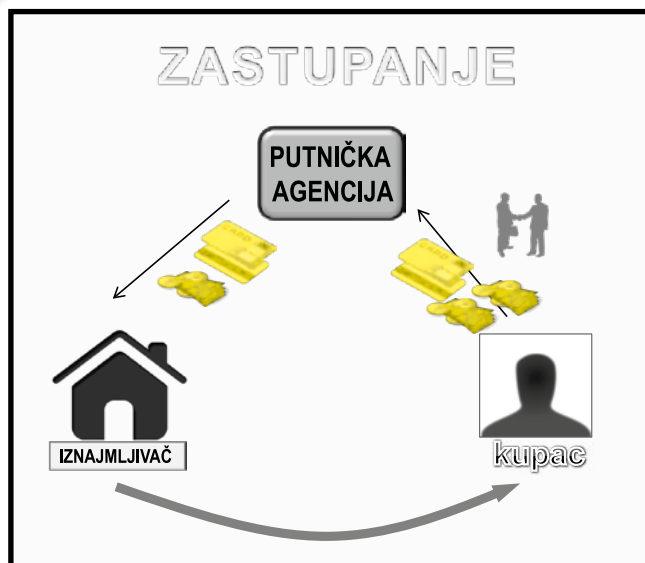 ZASTUPANJE
PUTNIČKA
AGENCIJA
IZNAJMLJIVAČ
kupac